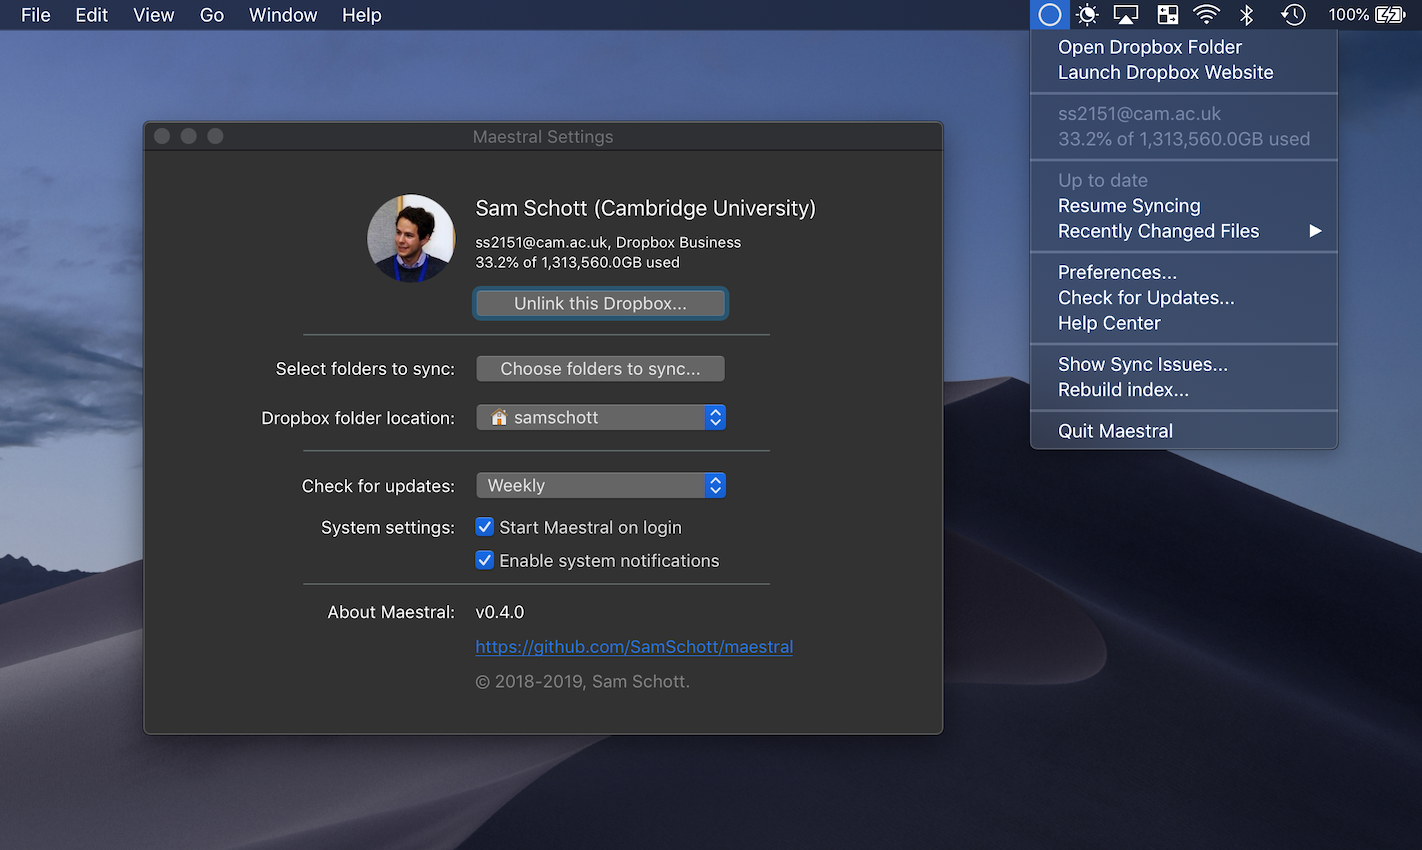 File Edit View Go Window Help 100%
Open Dropbox Folder
Launch Dropbox Website
ss2151@cam.ac.uk
33.2% of 1,313,560.0GB used
Up to date
Resume Syncing
Recently Changed Files
Preferences...
Check for Updates...
Help Center
Show Sync Issues...
Rebuild index...
Quit Maestral
Maestral Settings
Sam Schott (Cambridge University)
ss2151@cam.ac.uk, Dropbox Business
33.2% of 1,313,560.0GB used
Unlink this Dropbox...
Select folders to sync: Choose folders to sync...
Dropbox folder location: samschott
Check for updates: Weekly
System settings: Start Maestral on login
Enable system notifications
About Maestral: v0.4.0
https://github.com/SamSchott/maestral
© 2018-2019, Sam Schott.